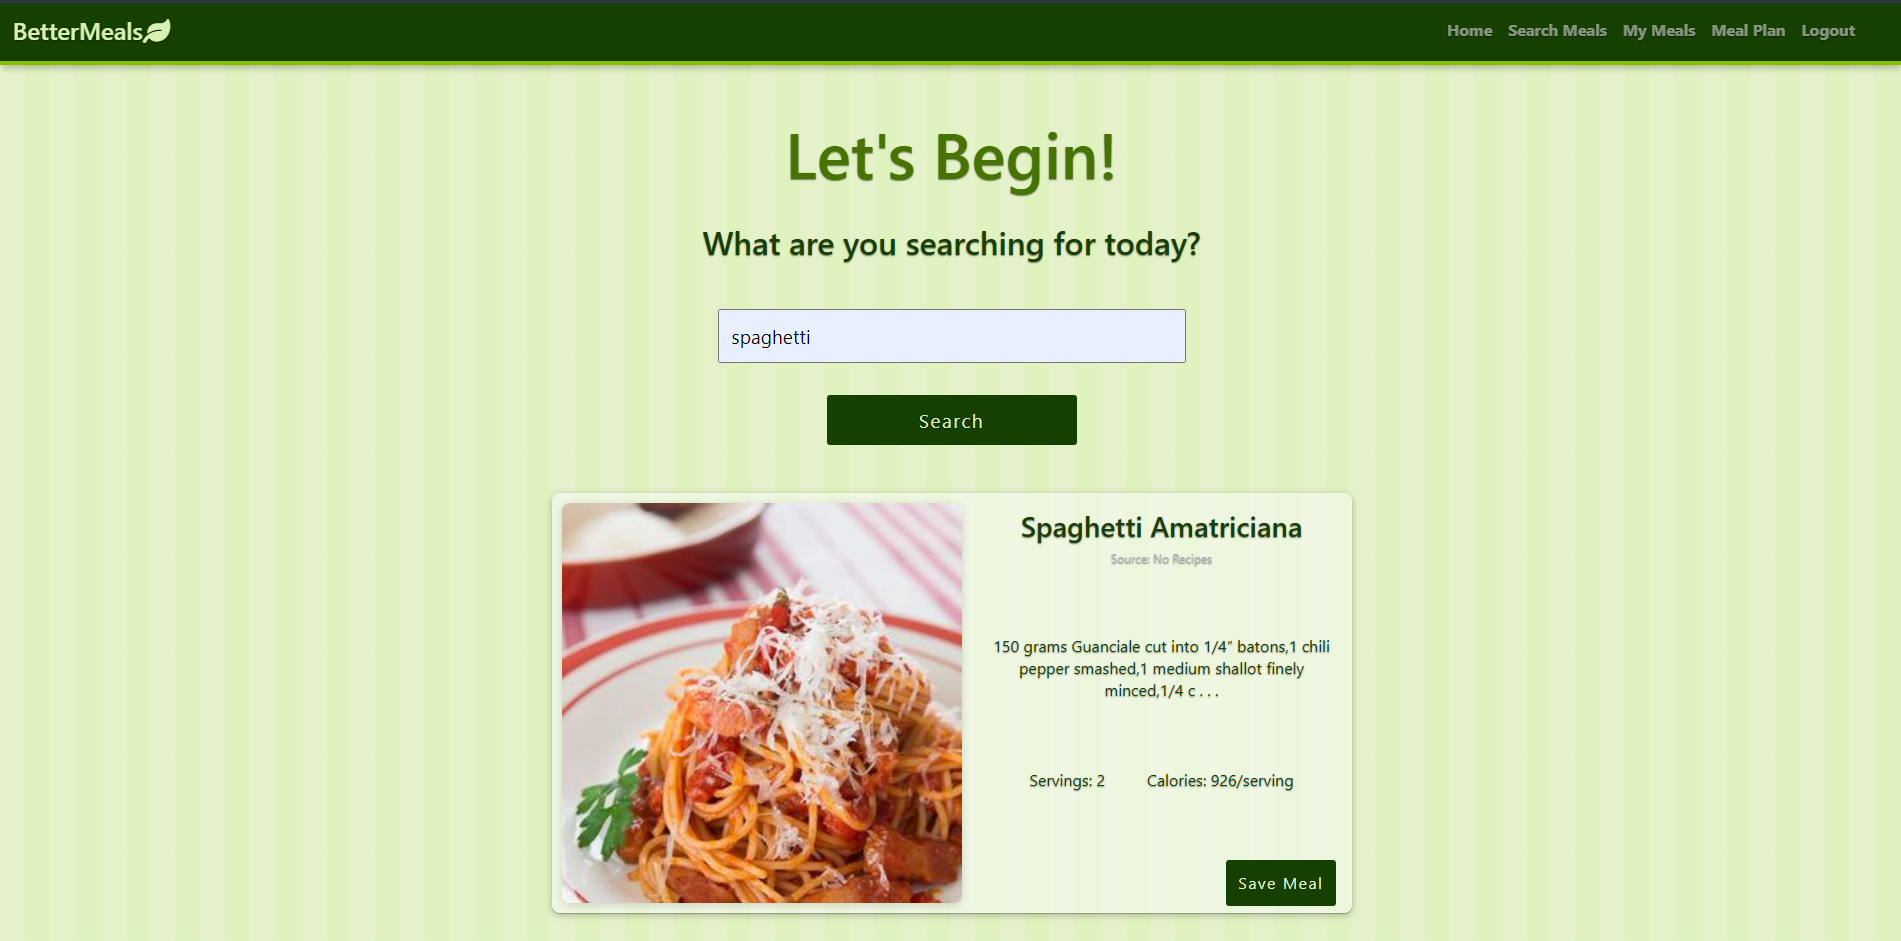 BetterMeals
Home Search Meals My Meals Meal Plan Logout
Let's Begin!
What are you searching for today?
spaghetti
Search
Spaghetti Amatriciana
Source: No Recipes
150 grams Guanciale cut into 1/4” batons,1 chili
pepper smashed,1 medium shallot finely
minced,1/4 c . . .
Servings: 2 Calories: 926/serving
Save Meal